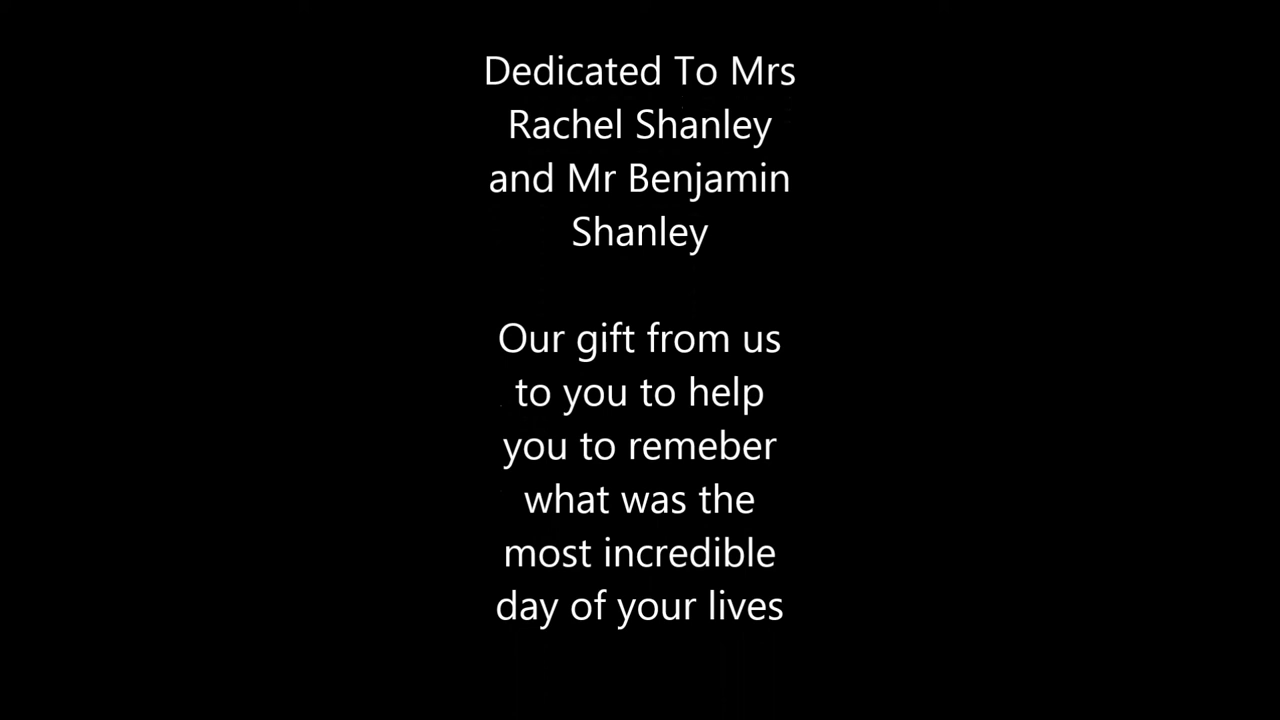 Dedicated To Mrs
Rachel Shanley
and Mr Benjamin
Shanley
Our gift from us
to you to help
you to remeber
what was the
most incredible
day of your lives